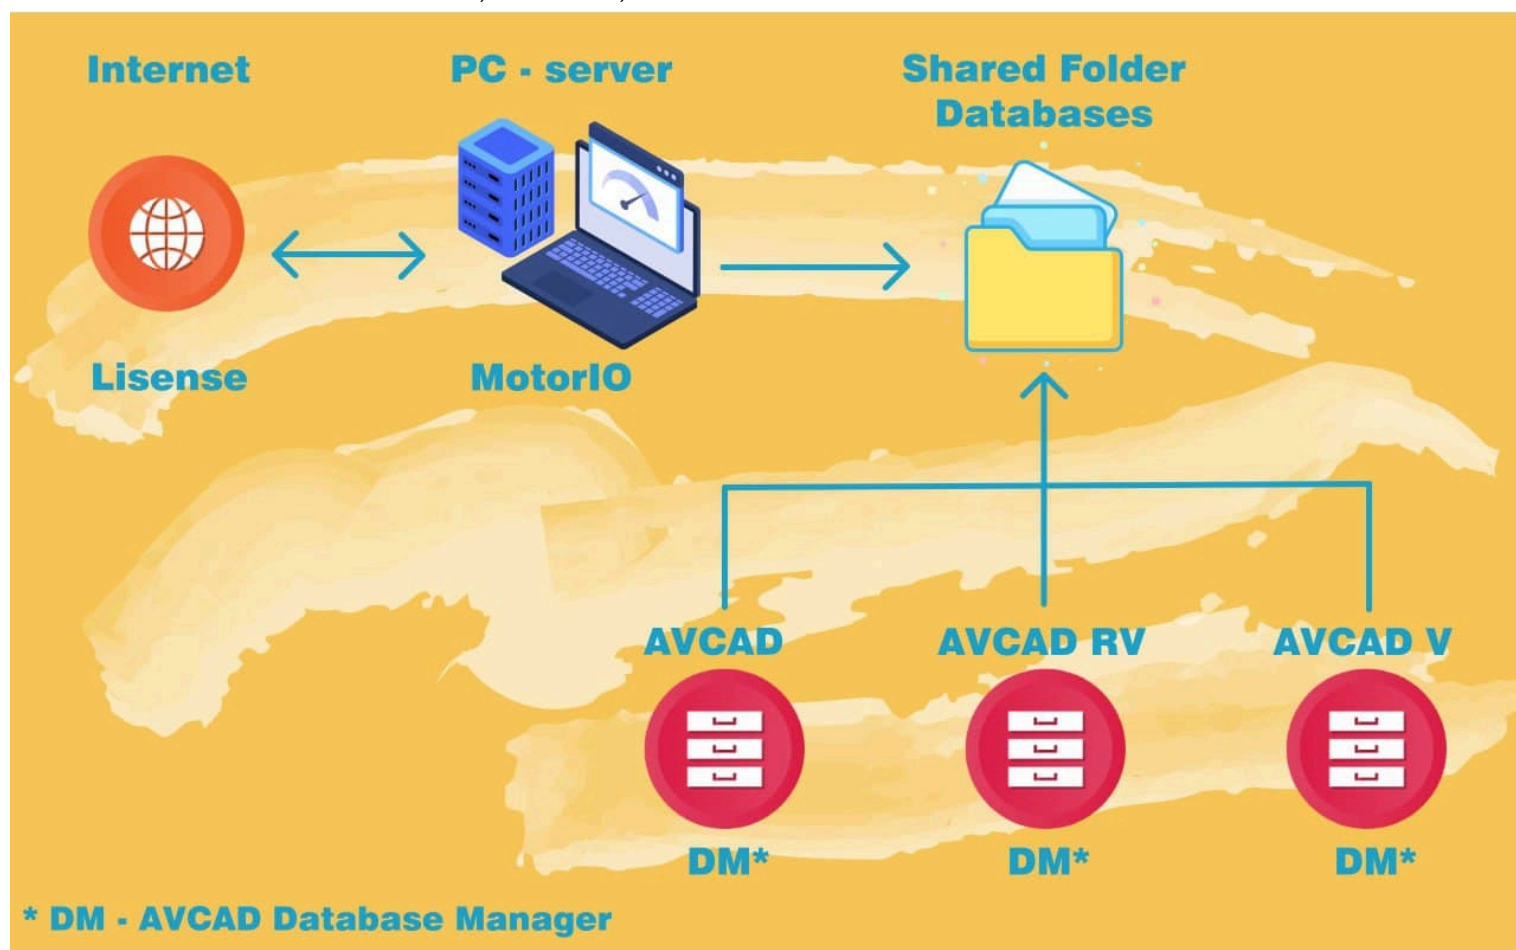 Internet
PC - server
Shared Folder
Databases
Lisense
MotorIO
AVCAD
AVCAD RV
AVCAD V
DM*
DM*
DM*
* DM - AVCAD Database Manager